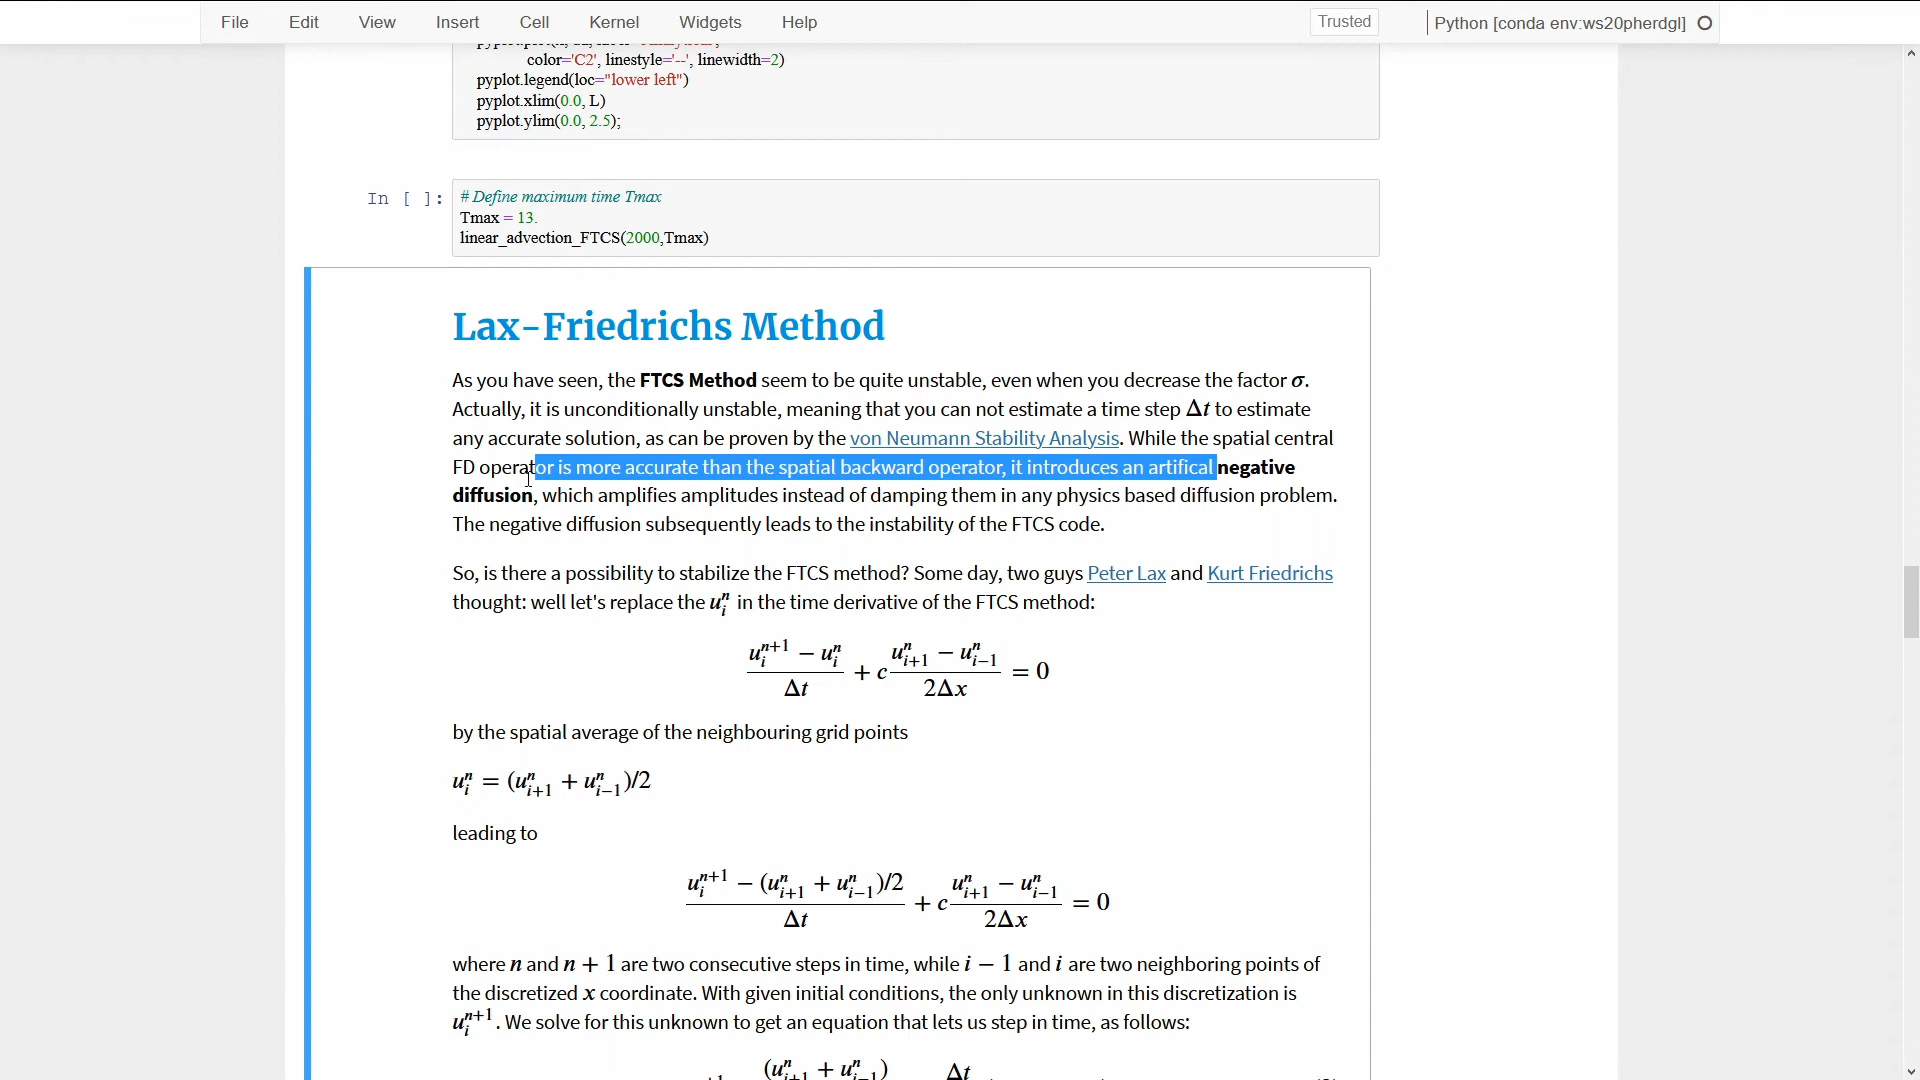 File Edit View Insert Cell Kernel Widgets Help Trusted Python [conda env:ws20pherdgl]
color='C2', linestyle='--', linewidth=2)
pyplot.legend(loc="lower left")
pyplot.xlim(0.0, L)
pyplot.ylim(0.0, 2.5);
In [ ]: # Define maximum time Tmax
Tmax = 13.
linear_advection_FTCS(2000,Tmax)
Lax-Friedrichs Method
As you have seen, the FTCS Method seem to be quite unstable, even when you decrease the factor σ.
Actually, it is unconditionally unstable, meaning that you can not estimate a time step Δt to estimate
any accurate solution, as can be proven by the von Neumann Stability Analysis. While the spatial central
FD operator is more accurate than the spatial backward operator, it introduces an artifical negative
diffusion, which amplifies amplitudes instead of damping them in any physics based diffusion problem.
The negative diffusion subsequently leads to the instability of the FTCS code.
So, is there a possibility to stabilize the FTCS method? Some day, two guys Peter Lax and Kurt Friedrichs
thought: well let's replace the u_i^n in the time derivative of the FTCS method:
(u_i^{n+1} − u_i^n)/Δt + c (u_{i+1}^n − u_{i−1}^n)/2Δx = 0
by the spatial average of the neighbouring grid points
u_i^n = (u_{i+1}^n + u_{i−1}^n)/2
leading to
(u_i^{n+1} − (u_{i+1}^n + u_{i−1}^n)/2)/Δt + c (u_{i+1}^n − u_{i−1}^n)/2Δx = 0
where n and n + 1 are two consecutive steps in time, while i − 1 and i are two neighboring points of
the discretized x coordinate. With given initial conditions, the only unknown in this discretization is
u_i^{n+1}. We solve for this unknown to get an equation that lets us step in time, as follows:
(u_{i+1}^n + u_{i−1}^n) Δt